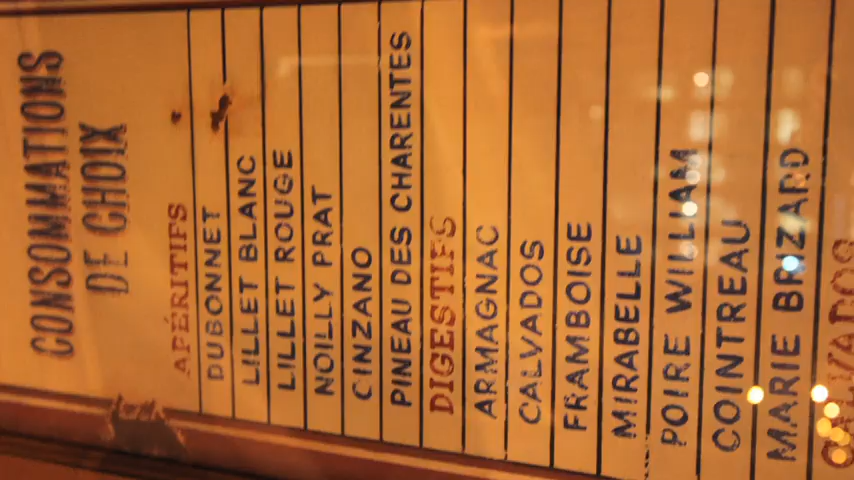 CONSOMMATIONS
DE CHOIX
APÉRITIFS
DUBONNET
LILLET BLANC
LILLET ROUGE
NOILLY PRAT
CINZANO
PINEAU DES CHARENTES
DIGESTIFS
ARMAGNAC
CALVADOS
FRAMBOISE
MIRABELLE
POIRE WILLIAM
COINTREAU
MARIE BRIZARD
CALVADOS